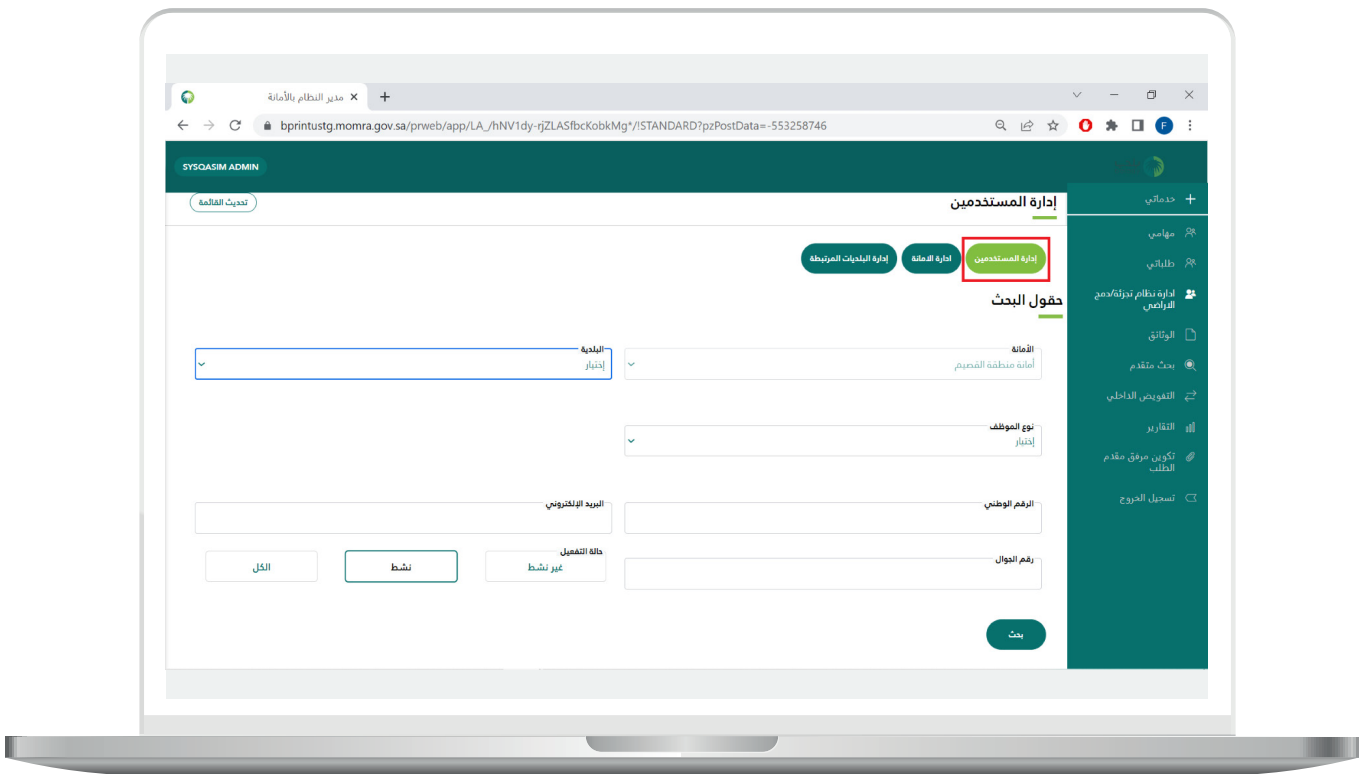 مدير النظام بالأمانة
bprintustg.momra.gov.sa/prweb/app/LA_/hNV1dy-rjZLASfbcKobkMg*/!STANDARD?pzPostData=-553258746
F
SYSQASIM ADMIN
خدماتي
مهامي
طلباتي
ادارة نظام تجزئة/دمج
الاراضي
الوثائق
بحث متقدم
التفويض الداخلي
التقارير
تكوين مرفق مقدم
الطلب
تسجيل الخروج
إدارة المستخدمين
تحديث القائمة
إدارة المستخدمين
ادارة الامانة
إدارة البلديات المرتبطة
حقول البحث
الأمانة
أمانة منطقة القصيم
البلدية
إختيار
نوع الموظف
إختيار
الرقم الوطني
البريد الإلكتروني
رقم الجوال
حالة التفعيل
غير نشط
نشط
الكل
بحث